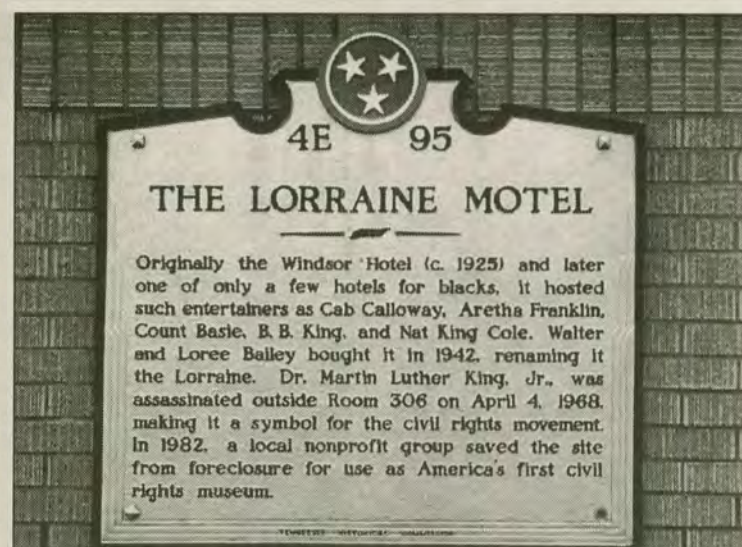 4E 95
THE LORRAINE MOTEL
Originally the Windsor Hotel (c. 1925) and later
one of only a few hotels for blacks, it hosted
such entertainers as Cab Calloway, Aretha Franklin,
Count Basie, B. B. King, and Nat King Cole. Walter
and Loree Bailey bought it in 1942, renaming it
the Lorraine. Dr. Martin Luther King, Jr., was
assassinated outside Room 306 on April 4, 1968,
making it a symbol for the civil rights movement.
In 1982, a local nonprofit group saved the site
from foreclosure for use as America's first civil
rights museum.
TENNESSEE HISTORICAL COMMISSION